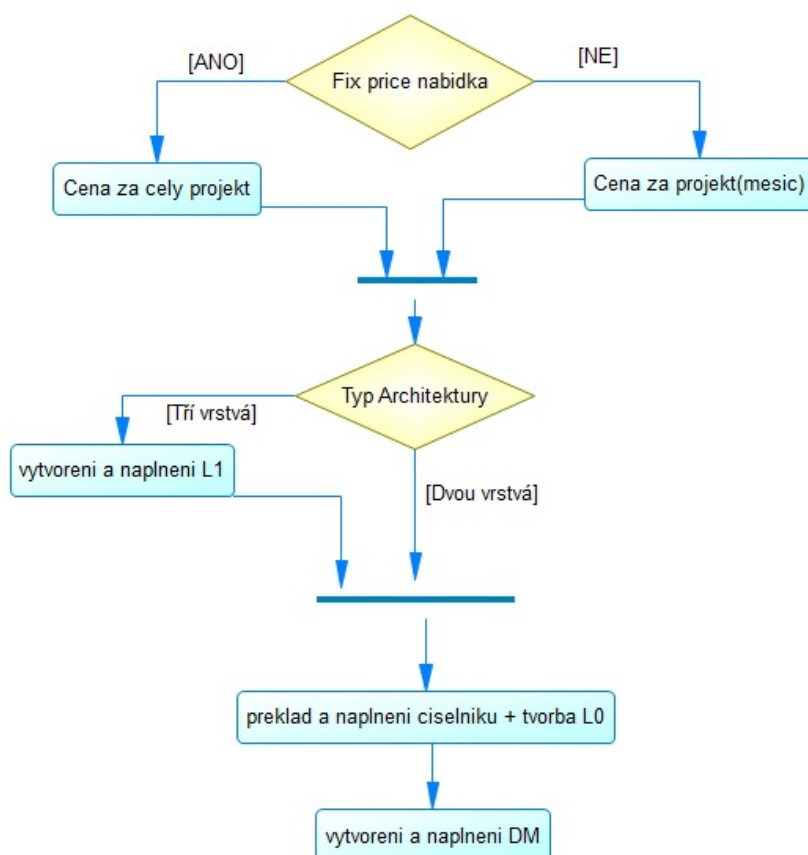 [ANO]
Fix price nabidka
[NE]
Cena za cely projekt
Cena za projekt(mesic)
Typ Architektury
[Tří vrstvá]
vytvoreni a naplneni L1
[Dvou vrstvá]
preklad a naplneni ciselniku + tvorba L0
vytvoreni a naplneni DM